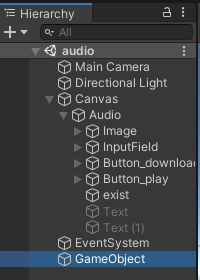 Hierarchy
All
audio
Main Camera
Directional Light
Canvas
Audio
Image
InputField
Button_downloa
Button_play
exist
Text
Text (1)
EventSystem
GameObject